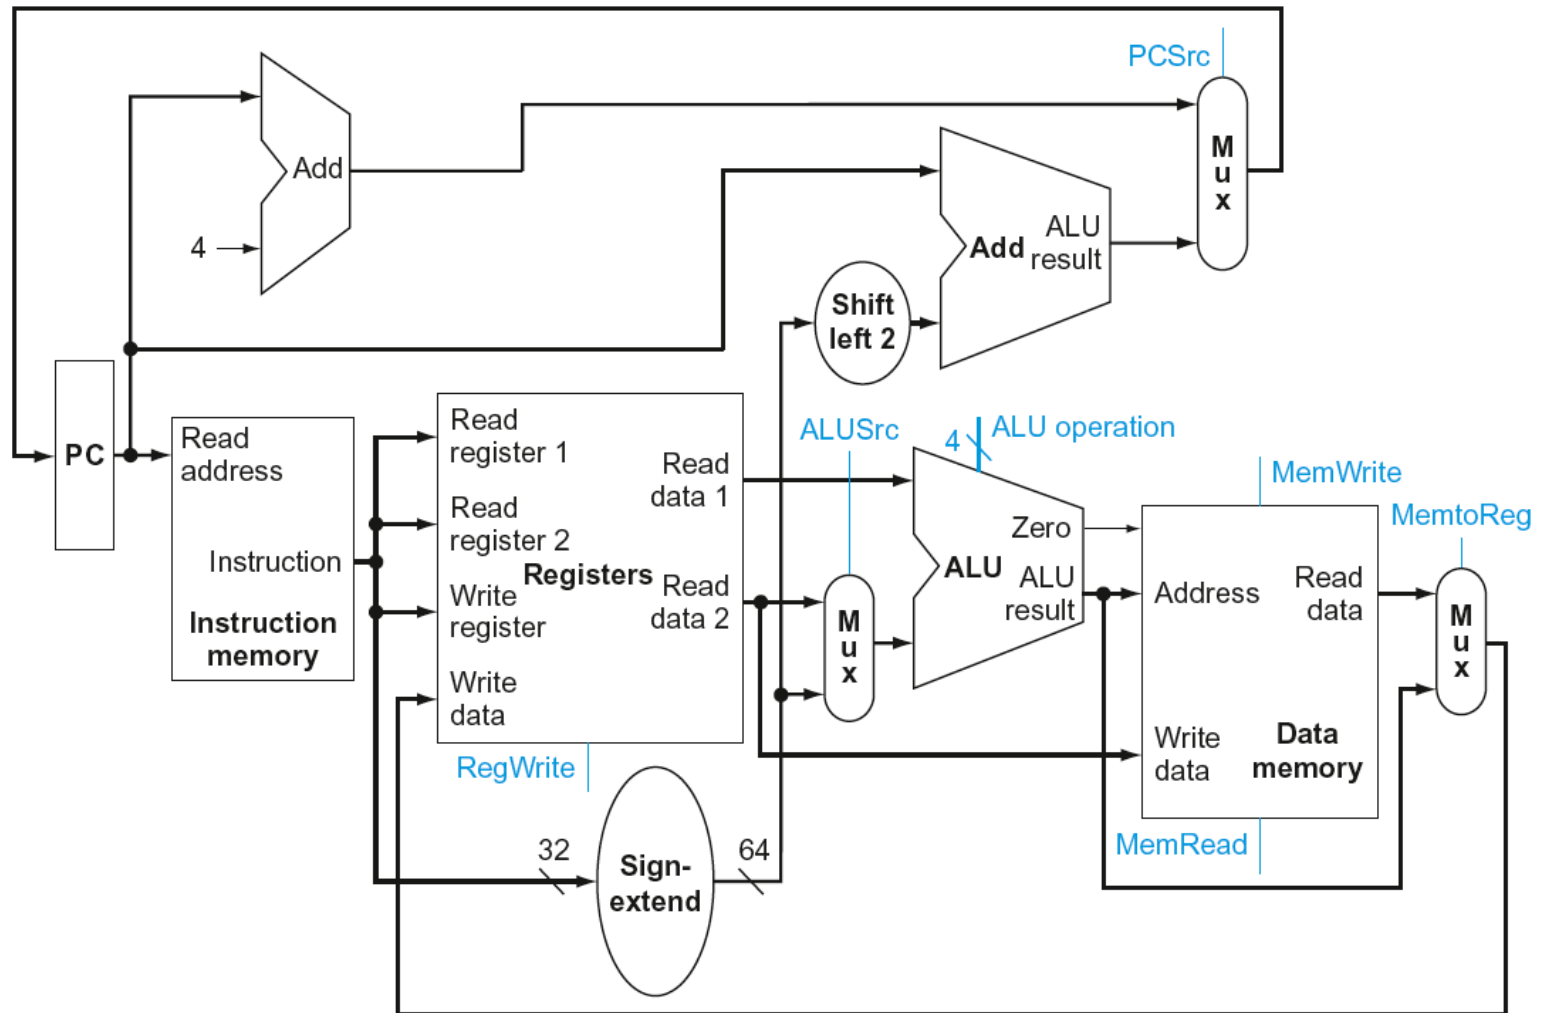 PCSrc
M
u
x
Add
4
ALU
result
Add
Shift
left 2
PC
Read
address
Instruction
Instruction
memory
Read
register 1
Read
register 2
Write
register
Write
data
Registers
Read
data 1
Read
data 2
RegWrite
ALUSrc
M
u
x
4
ALU operation
Zero
ALU
ALU
result
MemWrite
Address
Read
data
Write
data
Data
memory
MemRead
MemtoReg
M
u
x
32
Sign-
extend
64